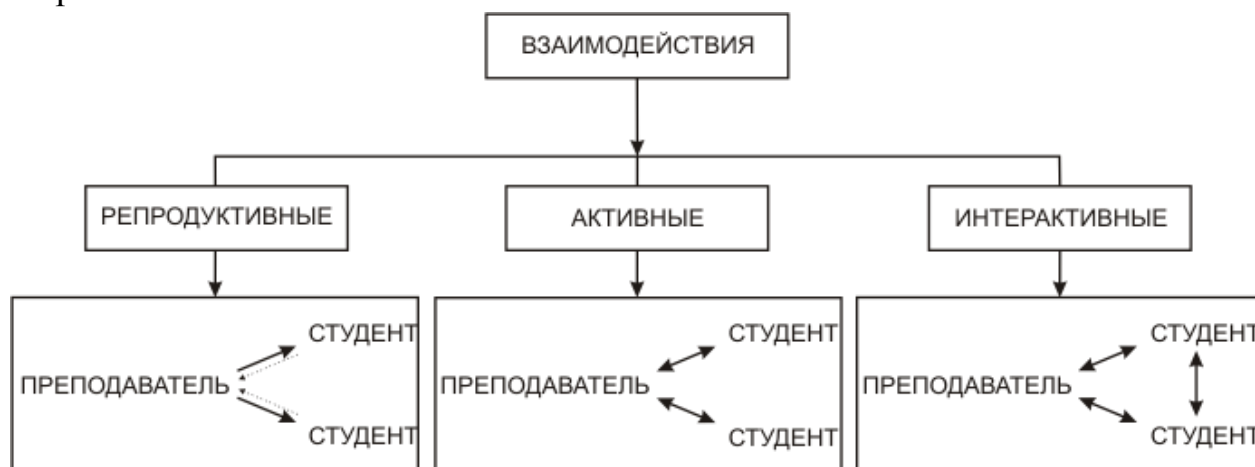 ВЗАИМОДЕЙСТВИЯ
РЕПРОДУКТИВНЫЕ
АКТИВНЫЕ
ИНТЕРАКТИВНЫЕ
СТУДЕНТ
ПРЕПОДАВАТЕЛЬ
СТУДЕНТ
СТУДЕНТ
ПРЕПОДАВАТЕЛЬ
СТУДЕНТ
СТУДЕНТ
ПРЕПОДАВАТЕЛЬ
СТУДЕНТ